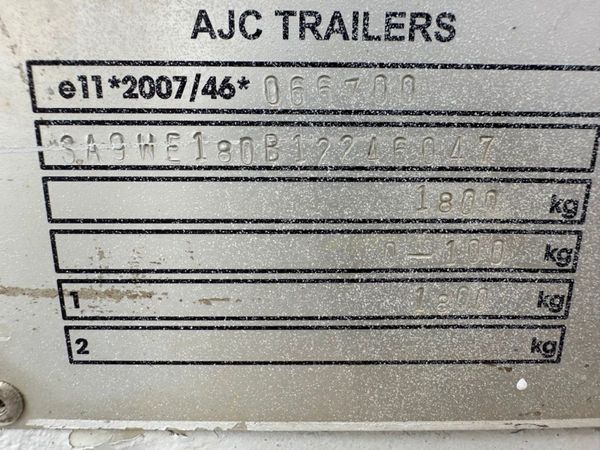 AJC TRAILERS
e11*2007/46* 066700
SA9WE180B12246047
1800 kg
0-100 kg
1 1800 kg
2 kg